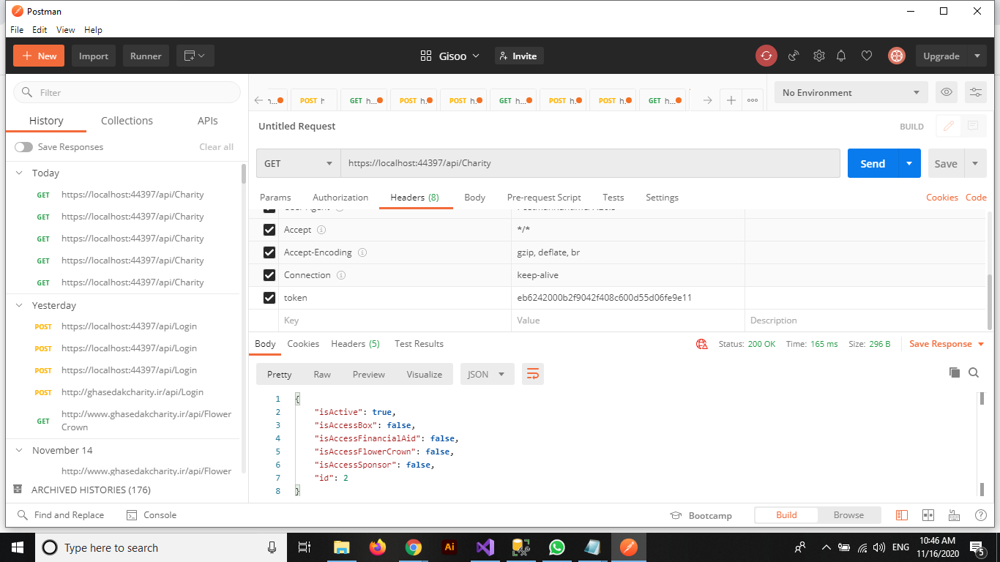 Postman
File Edit View Help
New Import Runner Gisoo Invite Upgrade
Filter
History Collections APIs
Save Responses Clear all
Today
GET https://localhost:44397/api/Charity
GET https://localhost:44397/api/Charity
GET https://localhost:44397/api/Charity
GET https://localhost:44397/api/Charity
GET https://localhost:44397/api/Charity
Yesterday
POST https://localhost:44397/api/Login
POST https://localhost:44397/api/Login
POST https://localhost:44397/api/Login
POST http://ghasedakcharity.ir/api/Login
GET http://www.ghasedakcharity.ir/api/Flower
Crown
November 14
http://www.ghasedakcharity.ir/api/Flower
ARCHIVED HISTORIES (176)
POST h GET h... POST h. POST h. GET h... POST h. POST h. GET h...
No Environment
Untitled Request BUILD
GET https://localhost:44397/api/Charity Send Save
Params Authorization Headers (8) Body Pre-request Script Tests Settings Cookies Code
Accept */*
Accept-Encoding gzip, deflate, br
Connection keep-alive
token eb6242000b2f9042f408c600d55d06fe9e11
Key Value Description
Body Cookies Headers (5) Test Results Status: 200 OK Time: 165 ms Size: 296 B Save Response
Pretty Raw Preview Visualize JSON
1 {
2 "isActive": true,
3 "isAccessBox": false,
4 "isAccessFinancialAid": false,
5 "isAccessFlowerCrown": false,
6 "isAccessSponsor": false,
7 "id": 2
8 }
Find and Replace Console Bootcamp Build Browse
Type here to search Ai ENG 10:46 AM
11/16/2020 5